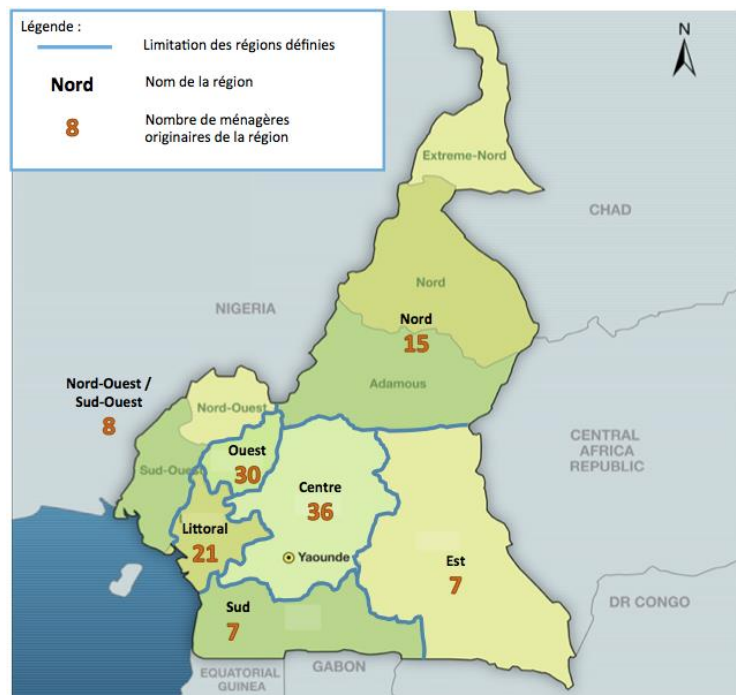 Légende :
Limitation des régions définies
Nord
Nom de la région
8
Nombre de ménagères
originaires de la région
N
Extreme-Nord
CHAD
Nord
NIGERIA
Nord
15
Adamous
Nord-Ouest /
Sud-Ouest
8
Nord-Ouest
CENTRAL
AFRICA
REPUBLIC
Ouest
30
Sud-Ouest
Centre
36
Littoral
21
Yaounde
Est
7
Sud
7
DR CONGO
EQUATORIAL
GUINEA
GABON